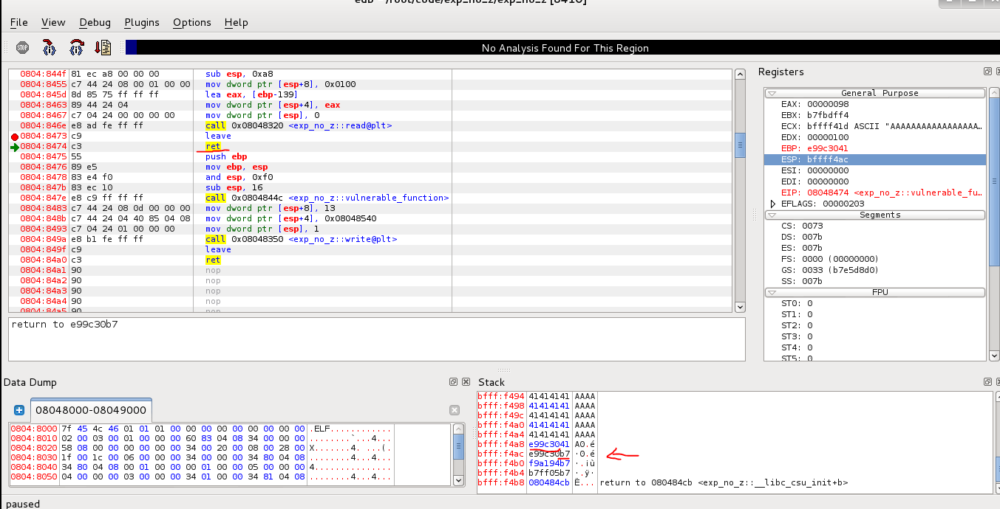 edb - /root/code/exp_no_z/exp_no_z [8410]
File View Debug Plugins Options Help
STOP
No Analysis Found For This Region
0804:844f 81 ec a8 00 00 00 sub esp, 0xa8
0804:8455 c7 44 24 08 00 01 00 00 mov dword ptr [esp+8], 0x0100
0804:845d 8d 85 75 ff ff ff lea eax, [ebp-139]
0804:8463 89 44 24 04 mov dword ptr [esp+4], eax
0804:8467 c7 04 24 00 00 00 00 mov dword ptr [esp], 0
0804:846e e8 ad fe ff ff call 0x08048320 <exp_no_z::read@plt>
0804:8473 c9 leave
0804:8474 c3 ret
0804:8475 55 push ebp
0804:8476 89 e5 mov ebp, esp
0804:8478 83 e4 f0 and esp, 0xf0
0804:847b 83 ec 10 sub esp, 16
0804:847e e8 c9 ff ff ff call 0x0804844c <exp_no_z::vulnerable_function>
0804:8483 c7 44 24 08 0d 00 00 00 mov dword ptr [esp+8], 13
0804:848b c7 44 24 04 40 85 04 08 mov dword ptr [esp+4], 0x08048540
0804:8493 c7 04 24 01 00 00 00 mov dword ptr [esp], 1
0804:849a e8 b1 fe ff ff call 0x08048350 <exp_no_z::write@plt>
0804:849f c9 leave
0804:84a0 c3 ret
0804:84a1 90 nop
0804:84a2 90 nop
0804:84a3 90 nop
0804:84a4 90 nop
0804:84a5 90 nop
return to e99c30b7
Registers
General Purpose
EAX: 00000098
EBX: b7fbdff4
ECX: bffff41d ASCII "AAAAAAAAAAAAAAAAAA…
EDX: 00000100
EBP: e99c3041
ESP: bffff4ac
ESI: 00000000
EDI: 00000000
EIP: 08048474 <exp_no_z::vulnerable_fu…
EFLAGS: 00000203
Segments
CS: 0073
DS: 007b
ES: 007b
FS: 0000 (00000000)
GS: 0033 (b7e5d8d0)
SS: 007b
FPU
ST0: 0
ST1: 0
ST2: 0
ST3: 0
ST4: 0
ST5: 0
Data Dump
08048000-08049000
0804:8000 7f 45 4c 46 01 01 01 00 00 00 00 00 00 00 00 00 .ELF............
0804:8010 02 00 03 00 01 00 00 00 60 83 04 08 34 00 00 00 ........`...4...
0804:8020 58 08 00 00 00 00 00 00 34 00 20 00 08 00 28 00 X.......4. ...(.
0804:8030 1f 00 1c 00 06 00 00 00 34 00 00 00 34 80 04 08 ........4...4...
0804:8040 34 80 04 08 00 01 00 00 00 01 00 00 05 00 00 00 4...............
0804:8050 04 00 00 00 03 00 00 00 34 01 00 00 34 81 04 08 ........4...4...
Stack
bfff:f494 41414141 AAAA
bfff:f498 41414141 AAAA
bfff:f49c 41414141 AAAA
bfff:f4a0 41414141 AAAA
bfff:f4a4 41414141 AAAA
bfff:f4a8 e99c3041 A0.é
bfff:f4ac e99c30b7 ·0.é
bfff:f4b0 f9a194b7 ·.¡ù
bfff:f4b4 b7ff05b7 ·.ÿ·
bfff:f4b8 080484cb Ë... return to 080484cb <exp_no_z::__libc_csu_init+b>
paused